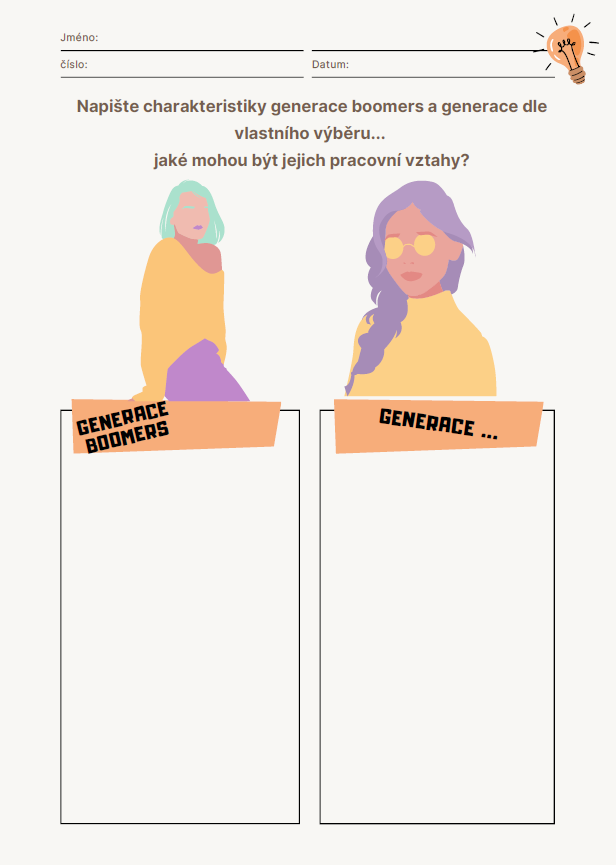 Jméno:
číslo:
Datum:
Napište charakteristiky generace boomers a generace dle
vlastního výběru...
jaké mohou být jejich pracovní vztahy?
GENERACE
BOOMERS
GENERACE ...